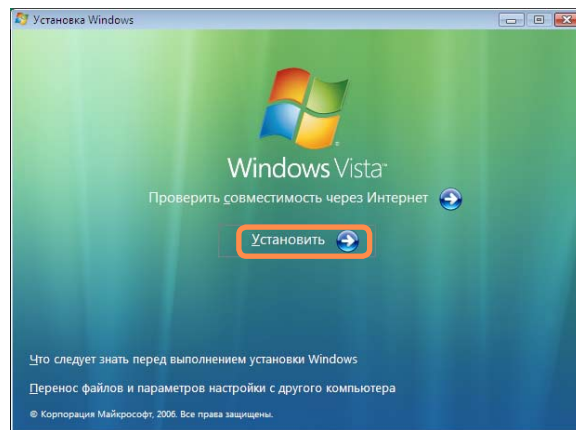 Установка Windows
Windows Vista™
Проверить совместимость через Интернет
Установить
Что следует знать перед выполнением установки Windows
Перенос файлов и параметров настройки с другого компьютера
© Корпорация Майкрософт, 2006. Все права защищены.